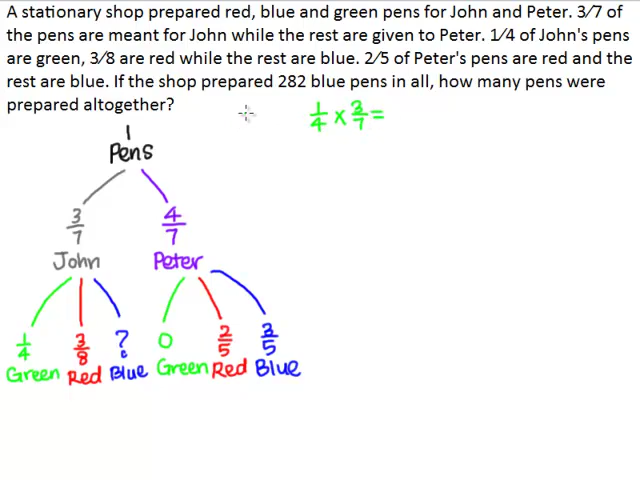 A stationary shop prepared red, blue and green pens for John and Peter. 3⁄7 of
the pens are meant for John while the rest are given to Peter. 1⁄4 of John's pens
are green, 3⁄8 are red while the rest are blue. 2⁄5 of Peter's pens are red and the
rest are blue. If the shop prepared 282 blue pens in all, how many pens were
prepared altogether?
1/4 x 3/7 =
1
Pens
3/7 4/7
John Peter
1/4 3/8 ? 0 2/5 3/5
Green Red Blue Green Red Blue